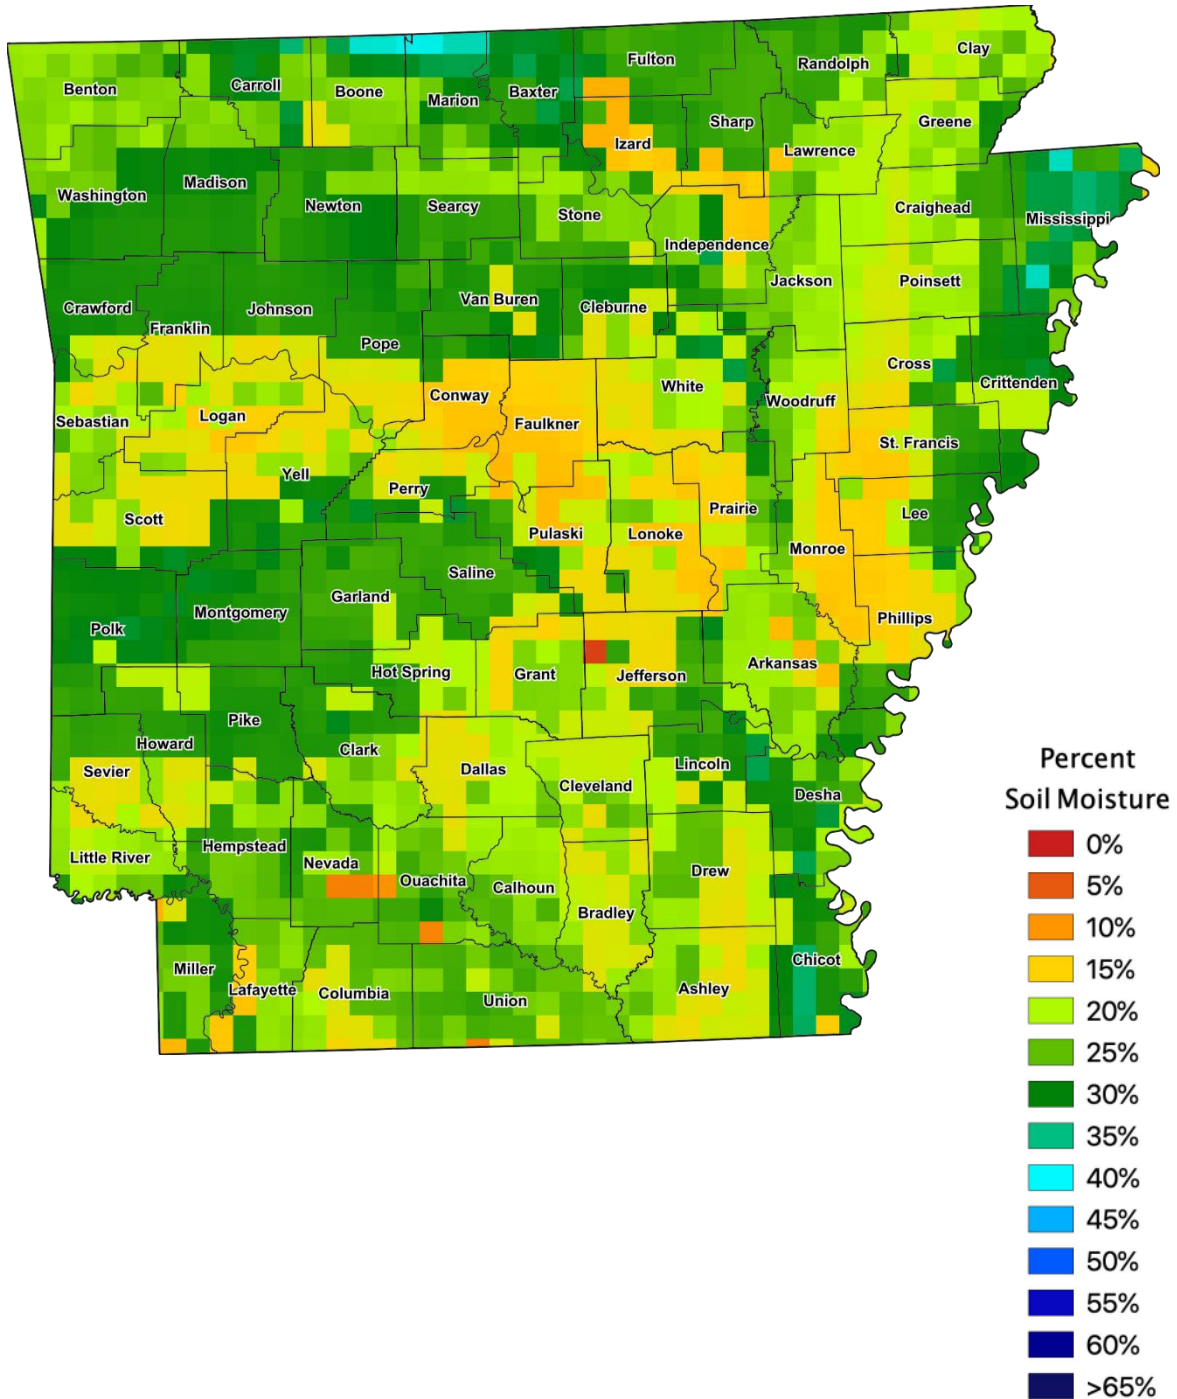 Clay
Fulton
Randolph
Benton
Carroll
Boone
Marion
Baxter
Sharp
Greene
Izard
Lawrence
Washington
Madison
Newton
Searcy
Stone
Craighead
Mississippi
Independence
Jackson
Poinsett
Crawford
Johnson
Van Buren
Cleburne
Franklin
Pope
Cross
Crittenden
White
Conway
Woodruff
Sebastian
Logan
Faulkner
St. Francis
Yell
Perry
Prairie
Lee
Scott
Pulaski
Lonoke
Monroe
Saline
Garland
Montgomery
Polk
Phillips
Hot Spring
Grant
Jefferson
Arkansas
Pike
Howard
Clark
Sevier
Dallas
Lincoln
Cleveland
Desha
Little River
Hempstead
Nevada
Ouachita
Calhoun
Drew
Bradley
Miller
Lafayette
Columbia
Union
Ashley
Chicot
Percent
Soil Moisture
0%
5%
10%
15%
20%
25%
30%
35%
40%
45%
50%
55%
60%
>65%